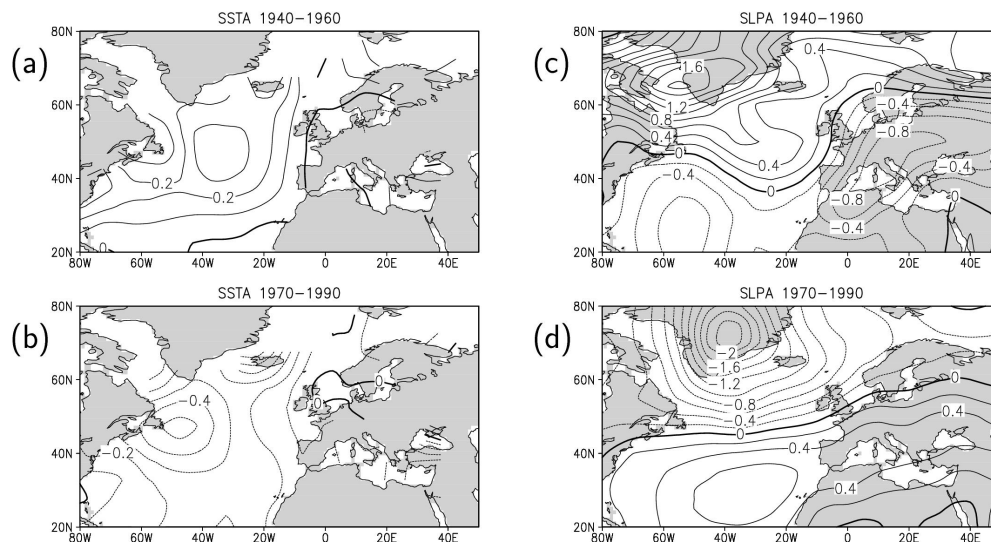 (a)
SSTA 1940−1960
80N
60N
40N
20N
0.2
0.2
0
80W 60W 40W 20W 0 20E 40E
(c)
SLPA 1940−1960
80N
60N
40N
20N
0.4
1.6
1.2
0.8
0.4
0
0.4
0
−0.4
0
−0.4
−0.8
−0.4
−0.8
−0.4
0
80W 60W 40W 20W 0 20E 40E
(b)
SSTA 1970−1990
80N
60N
40N
20N
0
0
0
−0.4
−0.2
80W 60W 40W 20W 0 20E 40E
(d)
SLPA 1970−1990
80N
60N
40N
20N
−2
−1.6
−1.2
−0.8
−0.4
0
0.4
0
0.4
0.4
80W 60W 40W 20W 0 20E 40E